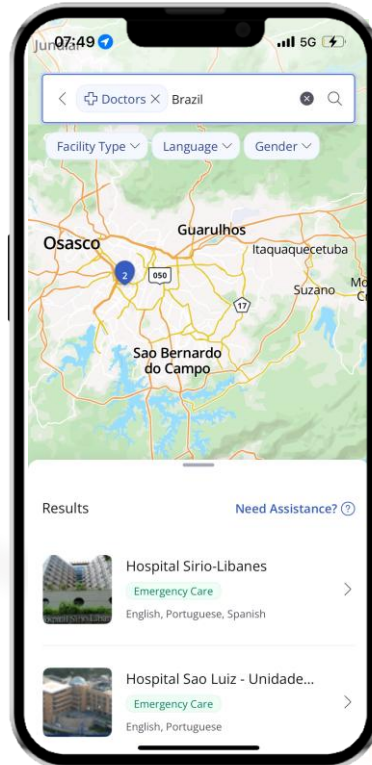 Jundiaí
07:49
5G
Doctors × Brazil
Facility Type
Language
Gender
Guarulhos
Osasco
Itaquaquecetuba
2
050
Suzano
17
Sao Bernardo
do Campo
Results
Need Assistance?
Hospital Sirio-Libanes
Emergency Care
English, Portuguese, Spanish
Hospital Sao Luiz - Unidade...
Emergency Care
English, Portuguese